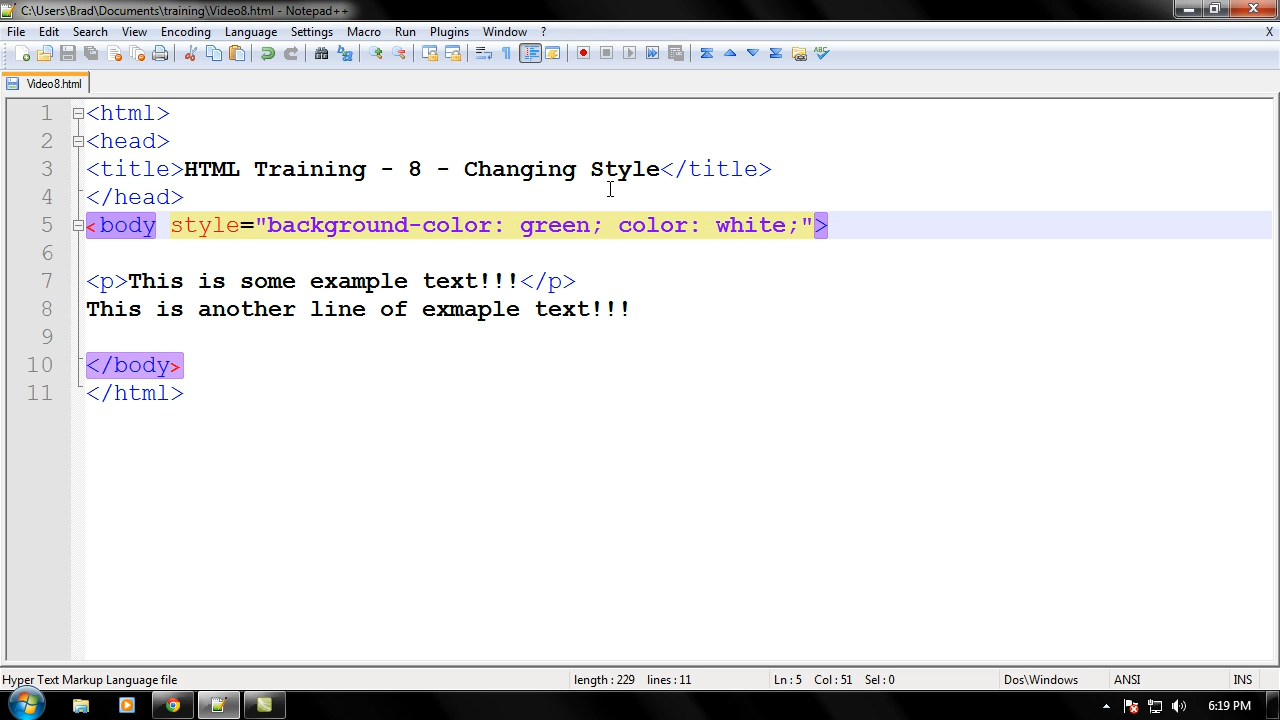 C:\Users\Brad\Documents\training\Video8.html - Notepad++
File Edit Search View Encoding Language Settings Macro Run Plugins Window ? X
Video8.html
1 <html>
2 <head>
3 <title>HTML Training - 8 - Changing Style</title>
4 </head>
5 <body style="background-color: green; color: white;">
6
7 <p>This is some example text!!!</p>
8 This is another line of exmaple text!!!
9
10 </body>
11 </html>
Hyper Text Markup Language file length : 229 lines : 11 Ln : 5 Col : 51 Sel : 0 Dos\Windows ANSI INS
6:19 PM